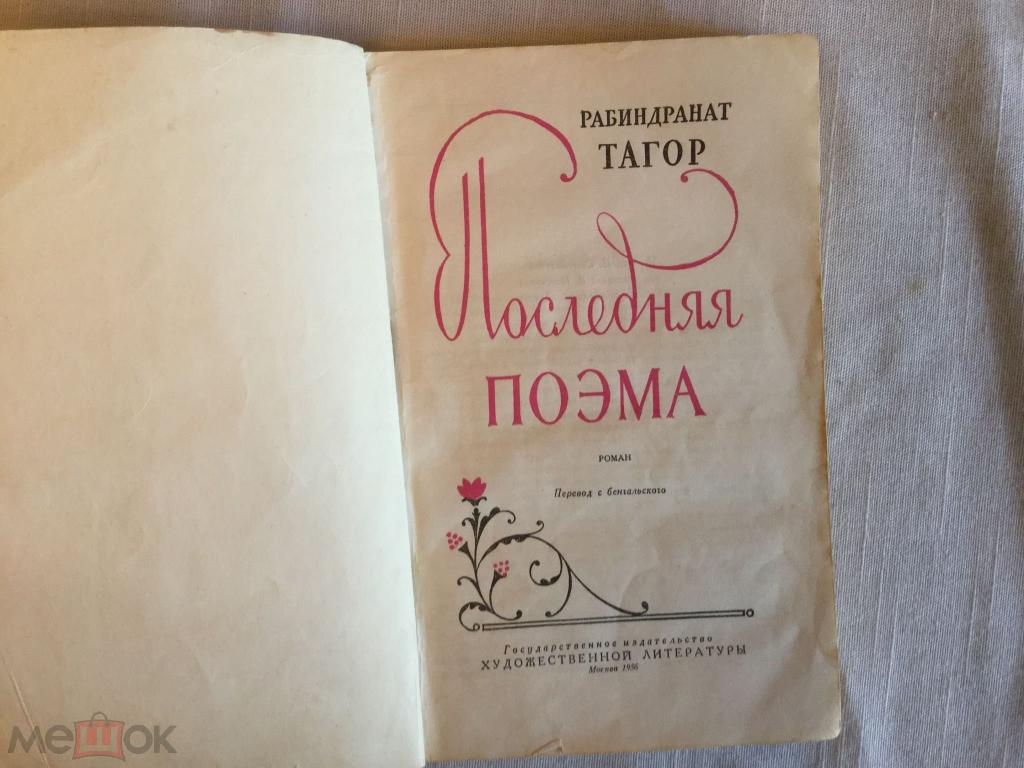 РАБИНДРАНАТ
ТАГОР
Последняя
ПОЭМА
РОМАН
Перевод с бенгальского
Государственное издательство
ХУДОЖЕСТВЕННОЙ ЛИТЕРАТУРЫ
Москва 1956
мешок